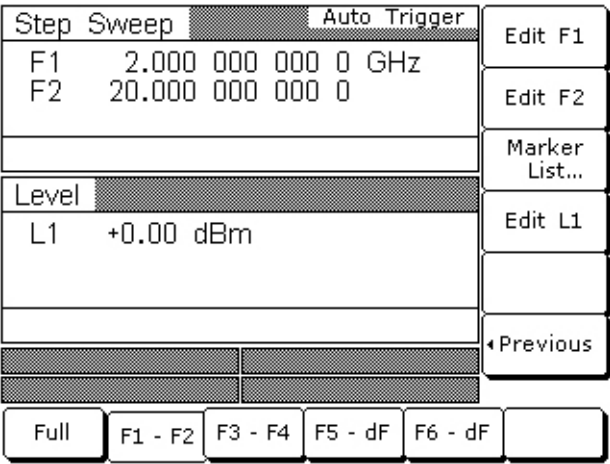 Step Sweep Auto Trigger
F1 2.000 000 000 0 GHz
F2 20.000 000 000 0
Level
L1 +0.00 dBm
Edit F1
Edit F2
Marker
List...
Edit L1
Previous
Full F1 - F2 F3 - F4 F5 - dF F6 - dF